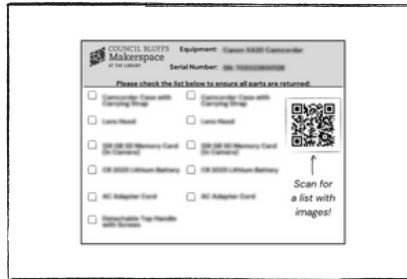 COUNCIL BLUFFS
Makerspace
AT THE LIBRARY
Equipment: Canon XA20 Camcorder
Serial Number:
Please check the list below to ensure all parts are returned:
Camcorder Case with
Carrying Strap
Camcorder Case with
Carrying Strap
Lens Hood
Lens Hood
SD Memory Card
(in Camera)
SD Memory Card
(in Camera)
CR 2025 Lithium Battery
CR 2025 Lithium Battery
AC Adapter Cord
AC Adapter Cord
Detachable Top Handle
with Screws
Scan for
a list with
images!